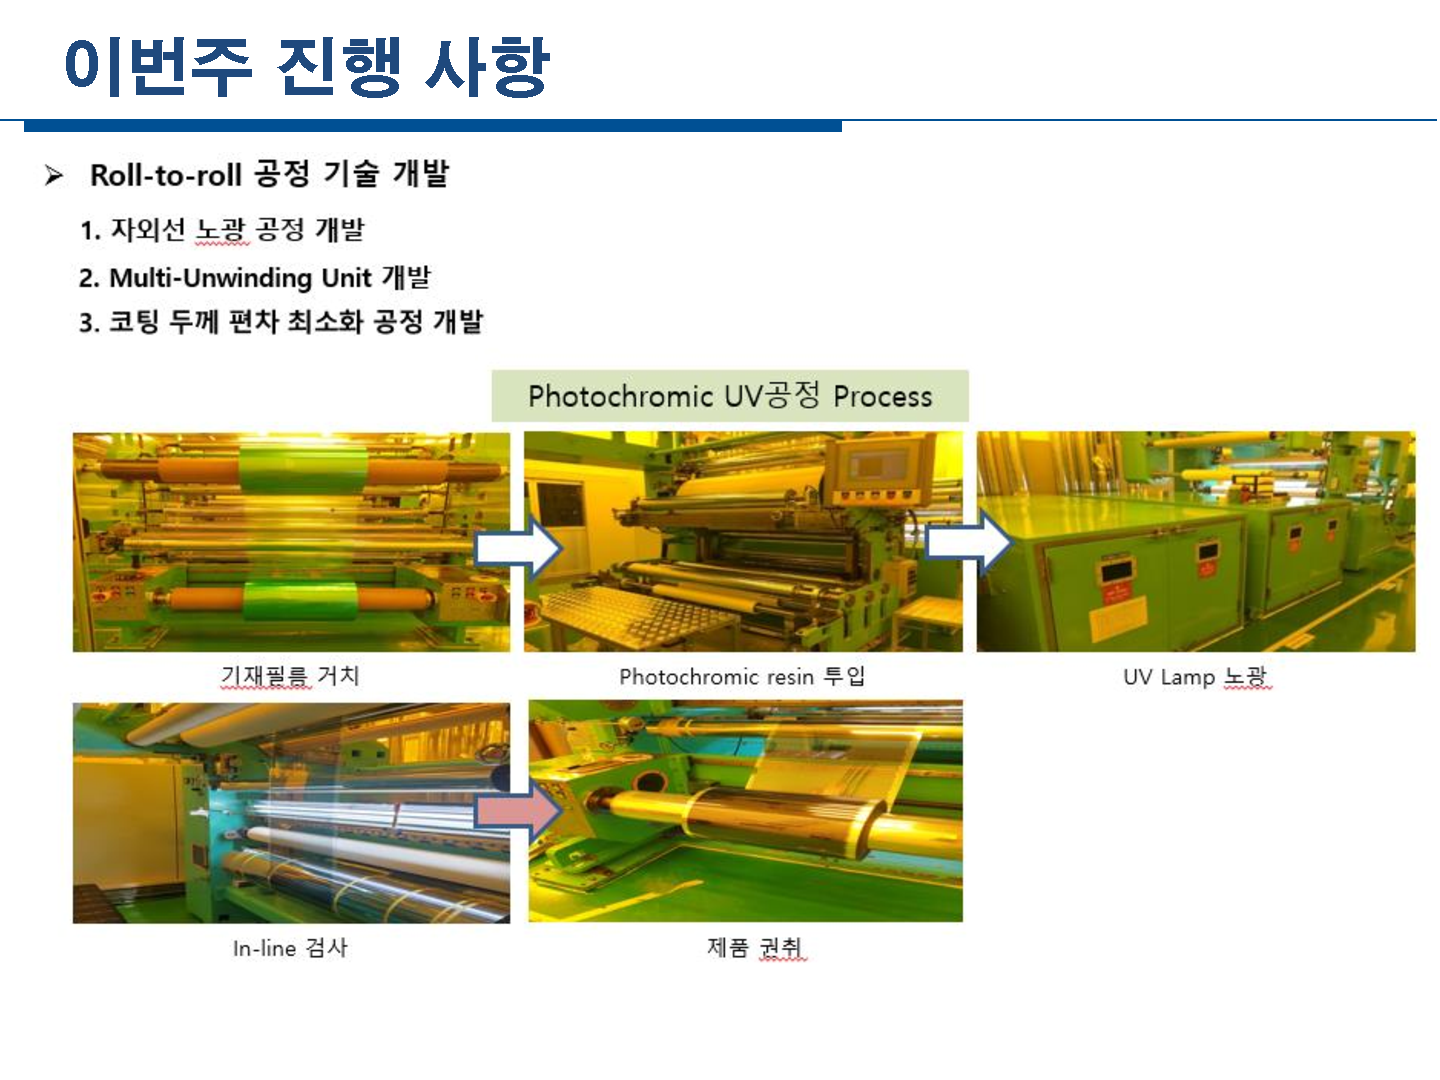 이번주 진행 사항
➢ Roll-to-roll 공정 기술 개발
1. 자외선 노광 공정 개발
2. Multi-Unwinding Unit 개발
3. 코팅 두께 편차 최소화 공정 개발
Photochromic UV공정 Process
기재필름 거치
Photochromic resin 투입
UV Lamp 노광
In-line 검사
제품 권취